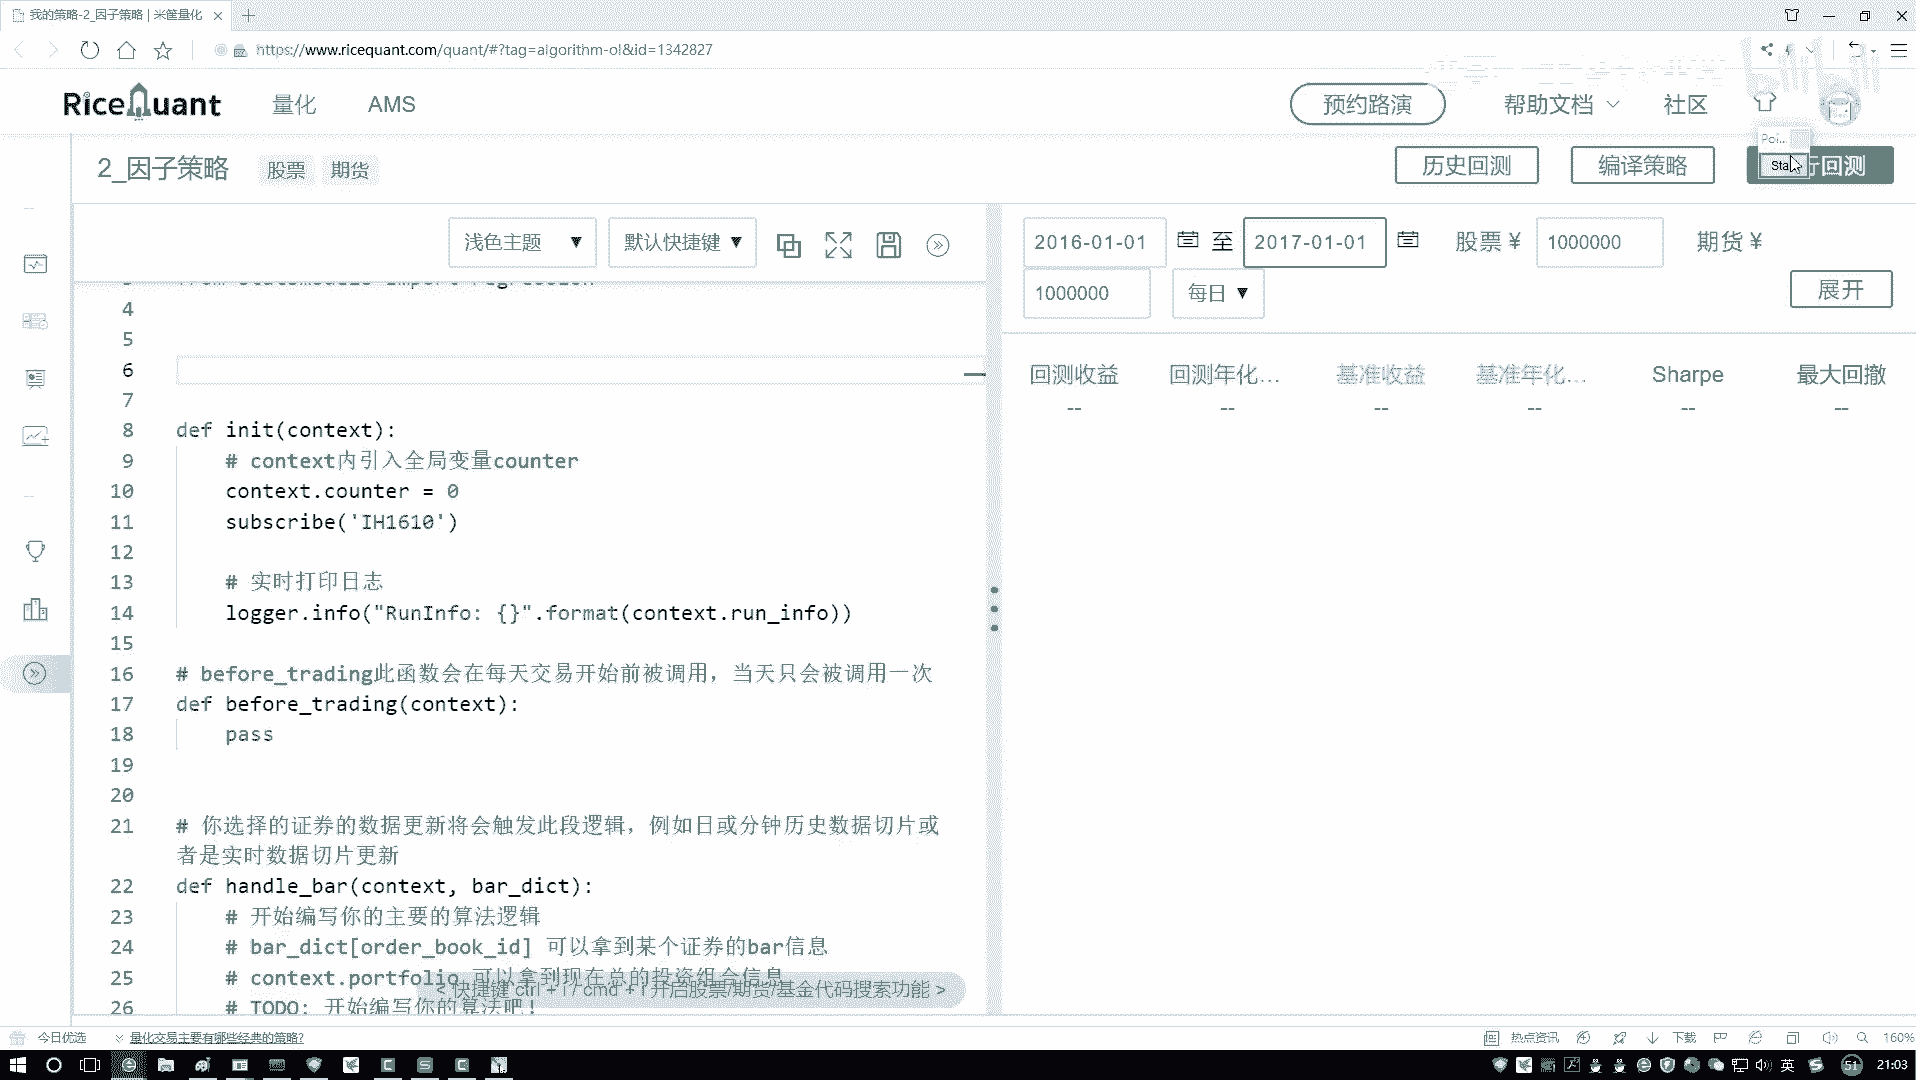 我的策略-2_因子策略 | 米筐量化
https://www.ricequant.com/quant/#?tag=algorithm-ol&id=1342827
RiceQuant 量化 AMS 预约路演 帮助文档 社区
2_因子策略 股票 期货 历史回测 编译策略 行回测
Poi...
Sta
浅色主题 ▼ 默认快捷键 ▼
2016-01-01 至 2017-01-01 股票 ¥ 1000000 期货 ¥
1000000 每日 ▼ 展开
回测收益 回测年化... 基准收益 基准年化... Sharpe 最大回撤
-- -- -- -- -- --
4
5
6
7
8 def init(context):
9 # context内引入全局变量counter
10 context.counter = 0
11 subscribe('IH1610')
12
13 # 实时打印日志
14 logger.info("RunInfo: {}".format(context.run_info))
15
16 # before_trading此函数会在每天交易开始前被调用，当天只会被调用一次
17 def before_trading(context):
18 pass
19
20
21 # 你选择的证券的数据更新将会触发此段逻辑，例如日或分钟历史数据切片或
者是实时数据切片更新
22 def handle_bar(context, bar_dict):
23 # 开始编写你的主要的算法逻辑
24 # bar_dict[order_book_id] 可以拿到某个证券的bar信息
25 # context.portfolio 可以拿到现在总的投资组合信息
26 # TODO: 开始编写你的算法吧！
< 快捷键 ctrl + i / cmd + i 开启股票/期货/基金代码搜索功能 >
今日优选 量化交易主要有哪些经典的策略? 热点资讯 下载 160%
英 51 21:03